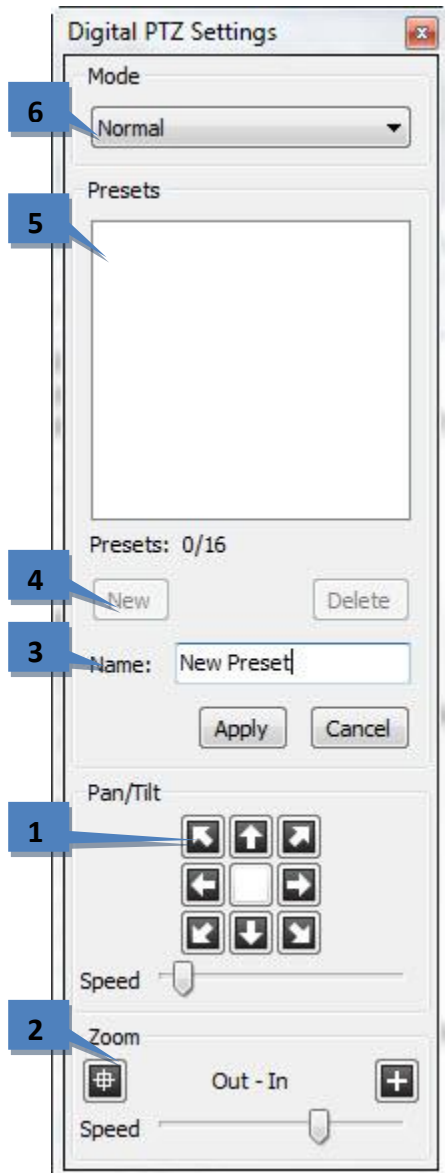 Digital PTZ Settings
Mode
6
Normal
Presets
5
Presets: 0/16
4
New Delete
3
Name: New Preset
Apply Cancel
Pan/Tilt
1
Speed
2
Zoom
Out - In
Speed